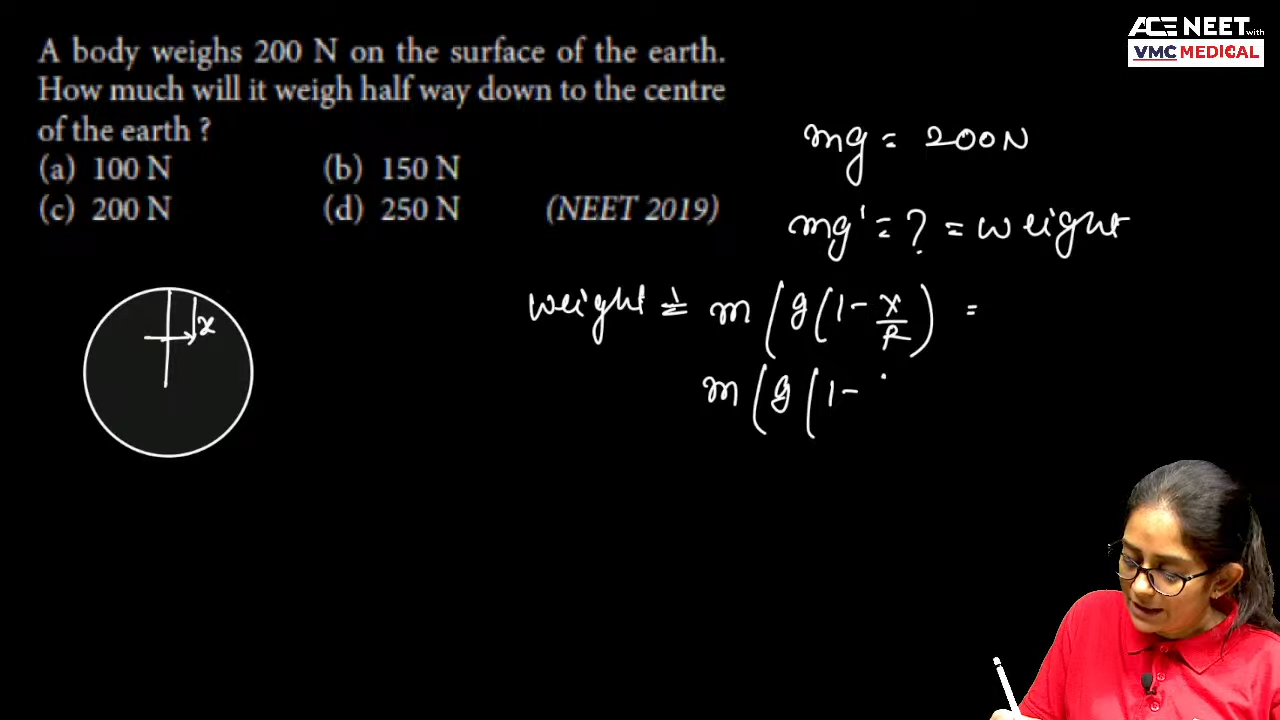 ACE NEET with
VMC MEDICAL
A body weighs 200 N on the surface of the earth.
How much will it weigh half way down to the centre
of the earth ?
(a) 100 N (b) 150 N
(c) 200 N (d) 250 N (NEET 2019)
mg = 200N
mg' = ? = weight
weight = m(g(1 - x/R) =
m(g(1 -
x